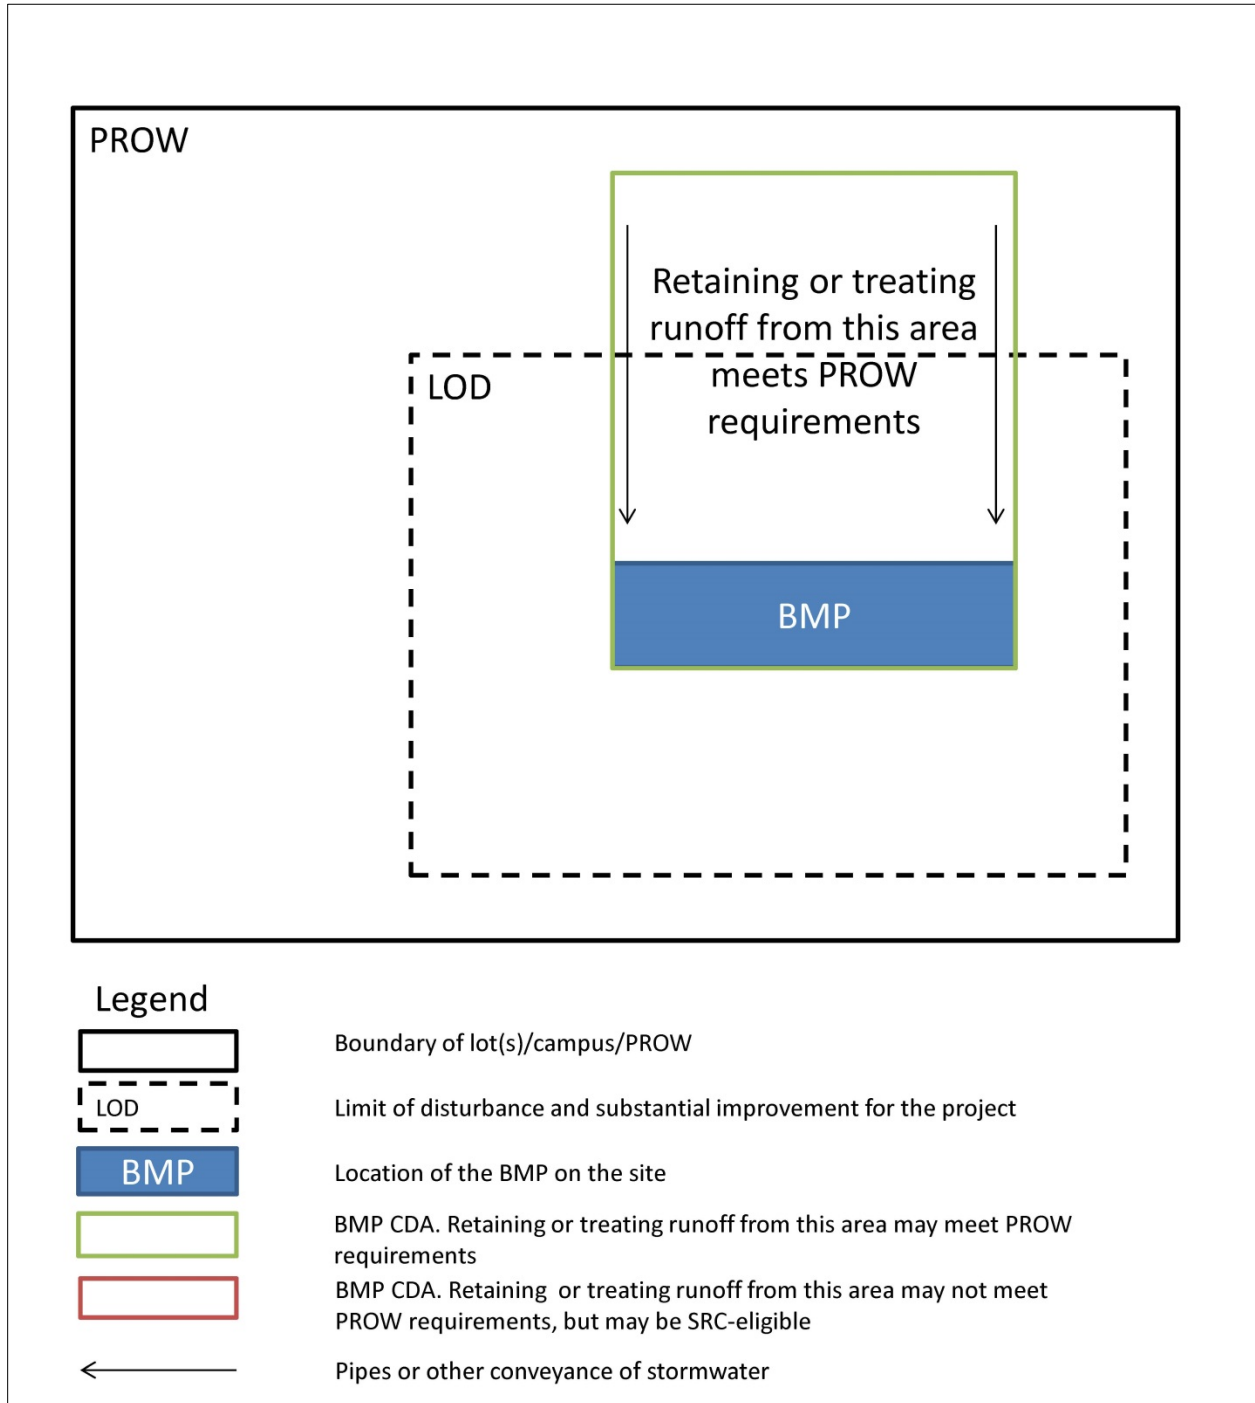 PROW
Retaining or treating
runoff from this area
meets PROW
requirements
LOD
BMP
Legend
Boundary of lot(s)/campus/PROW
LOD
Limit of disturbance and substantial improvement for the project
BMP
Location of the BMP on the site
BMP CDA. Retaining or treating runoff from this area may meet PROW
requirements
BMP CDA. Retaining or treating runoff from this area may not meet
PROW requirements, but may be SRC-eligible
Pipes or other conveyance of stormwater